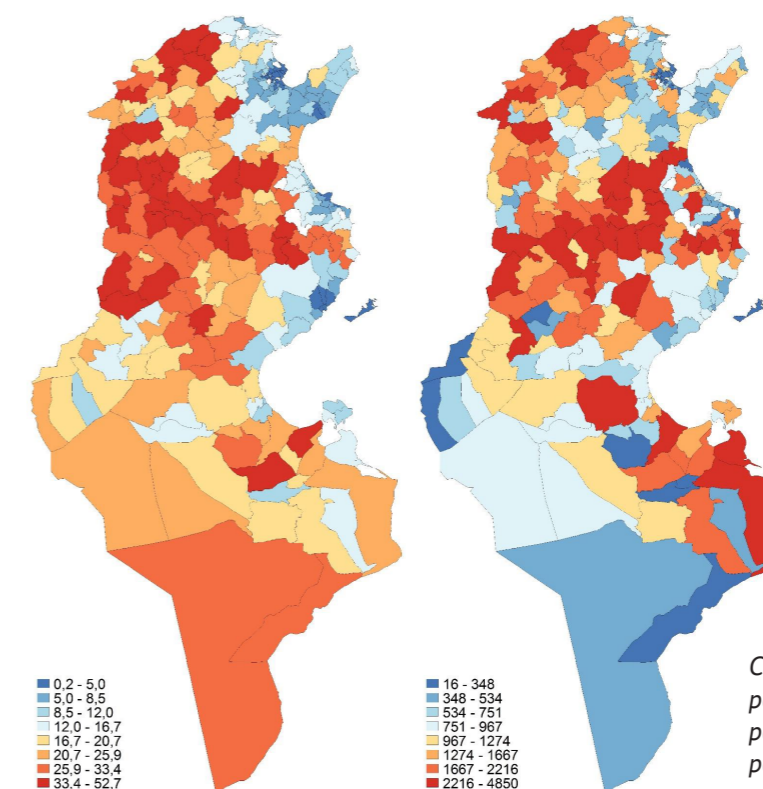 0,2 - 5,0
5,0 - 8,5
8,5 - 12,0
12,0 - 16,7
16,7 - 20,7
20,7 - 25,9
25,9 - 33,4
33,4 - 52,7
16 - 348
348 - 534
534 - 751
751 - 967
967 - 1274
1274 - 1667
1667 - 2216
2216 - 4850
C
p
p
p